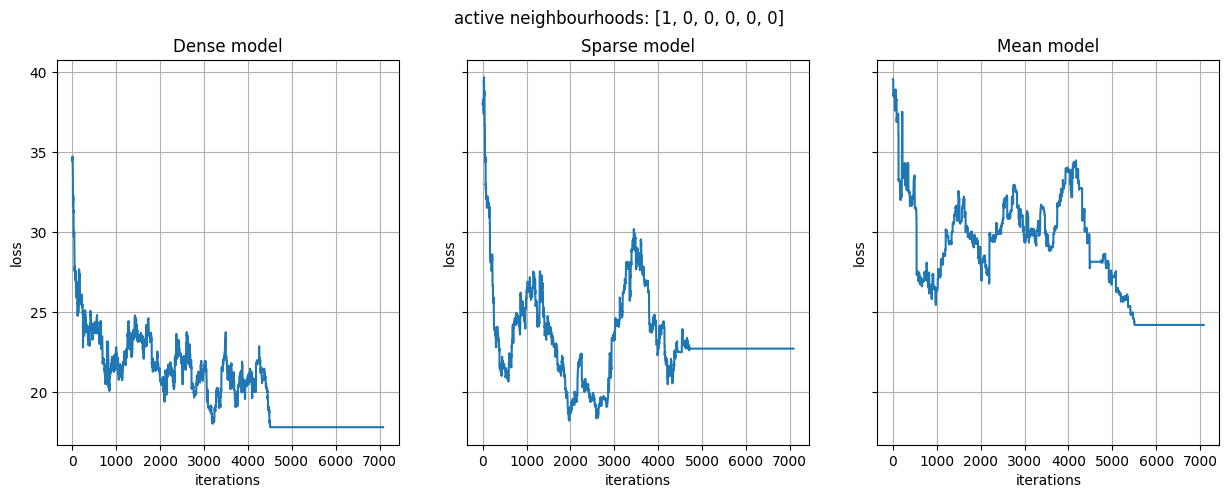 active neighbourhoods: [1, 0, 0, 0, 0, 0]
Dense model
Sparse model
Mean model
40
35
30
25
20
loss
loss
loss
0 1000 2000 3000 4000 5000 6000 7000
0 1000 2000 3000 4000 5000 6000 7000
0 1000 2000 3000 4000 5000 6000 7000
iterations
iterations
iterations